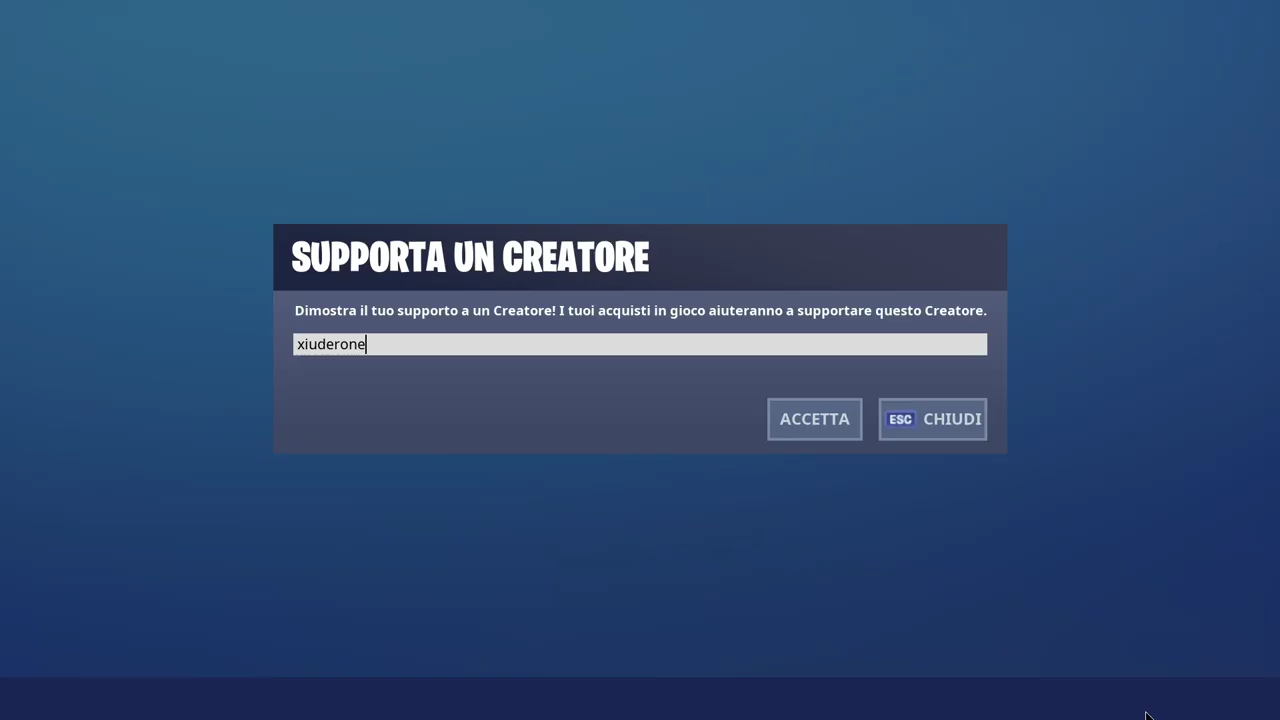 SUPPORTA UN CREATORE
Dimostra il tuo supporto a un Creatore! I tuoi acquisti in gioco aiuteranno a supportare questo Creatore.
xiuderone
ACCETTA
ESC CHIUDI